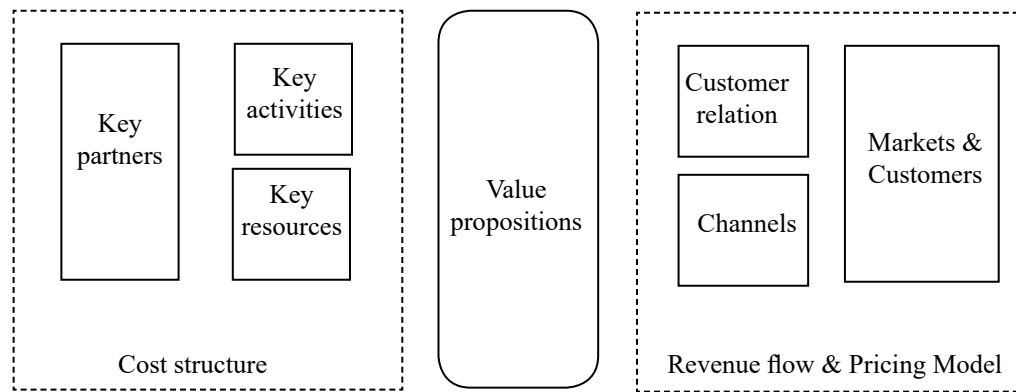 Key
partners
Key
activities
Key
resources
Cost structure
Value
propositions
Customer
relation
Channels
Markets &
Customers
Revenue flow & Pricing Model